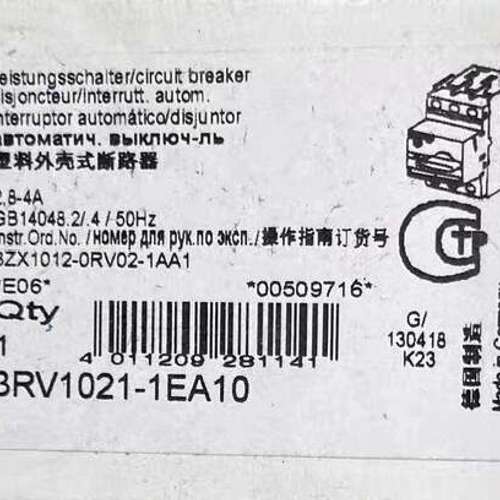 eistungsschalter/circuit breaker
isjoncteur/interrutt. autom.
nterruptor automático/disjuntor
автоматич. выключ-ль
塑料外壳式断路器
2,8-4A
GB14048.2/.4 / 50Hz
nstr.Ord.No./номер для рук.по эксп./操作指南订货号
3ZX1012-0RV02-1AA1
*E06*
*00509716*
Qty
1
4 011209 281141
G/
130418
K23
3RV1021-1EA10
德国制造
Made in